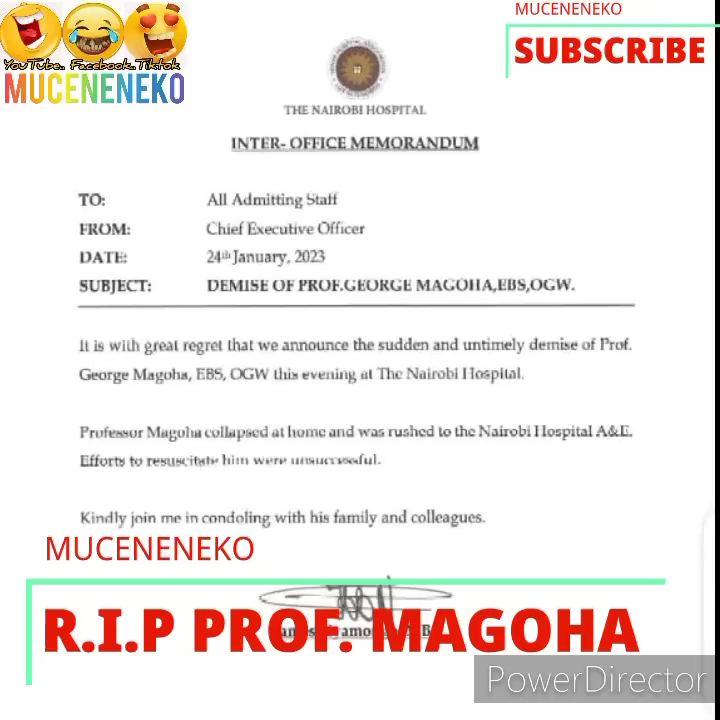 MUCENENEKO
SUBSCRIBE
YouTube.. Facebook..Tiktok
MUCENENEKO
THE NAIROBI HOSPITAL
INTER- OFFICE MEMORANDUM
TO: All Admitting Staff
FROM: Chief Executive Officer
DATE: 24th January, 2023
SUBJECT: DEMISE OF PROF.GEORGE MAGOHA,EBS,OGW.
It is with great regret that we announce the sudden and untimely demise of Prof.
George Magoha, EBS, OGW this evening at The Nairobi Hospital.
Professor Magoha collapsed at home and was rushed to the Nairobi Hospital A&E.
Efforts to resuscitate him were unsuccessful.
Kindly join me in condoling with his family and colleagues.
MUCENENEKO
R.I.P PROF. MAGOHA
PowerDirector